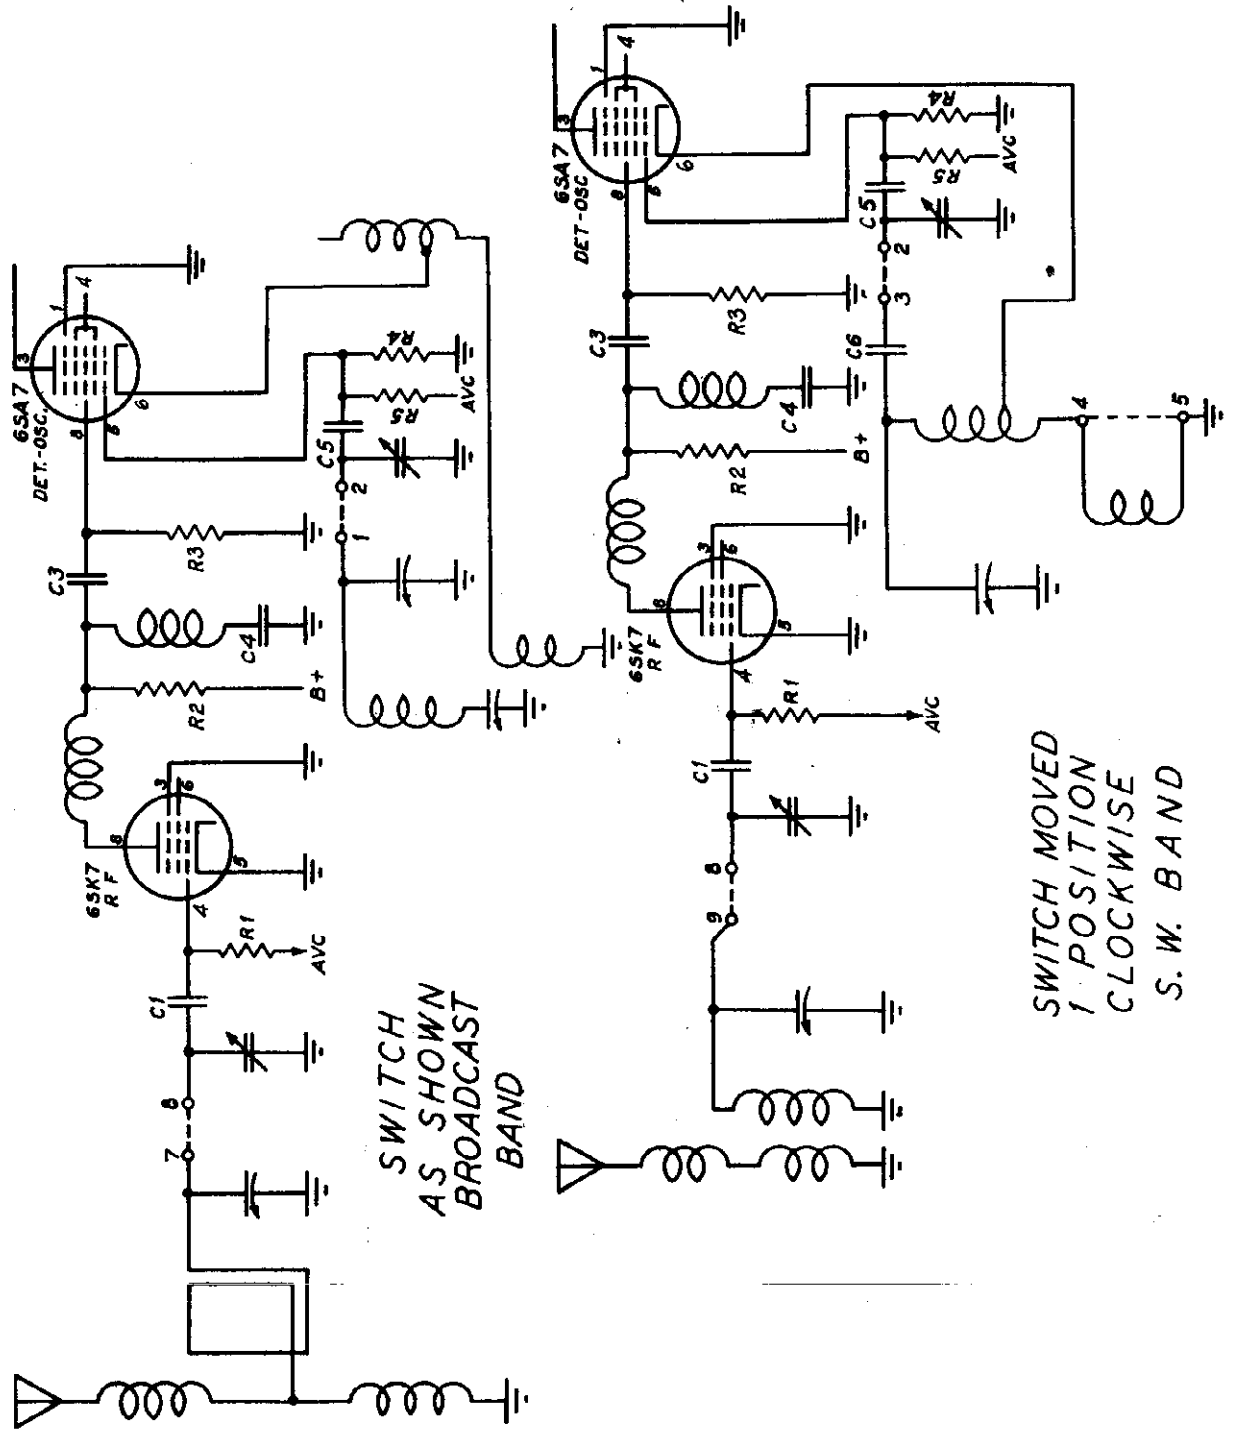 6SA7
DET.-OSC.
3
1
4
8
5
6
C3
R3
C4
R2
B+
8
3
6
6SK7
R F
4
5
C1
R1
AVC
8
7
C5
R5
R4
AVC
2
1
SWITCH
AS SHOWN
BROADCAST
BAND
6SA7
DET-OSC
3
1
4
8
5
6
C3
R3
C4
R2
B+
8
3
6
6SK7
R F
4
5
C1
R1
AVC
8
9
C5
R5
R4
AVC
2
3
C6
4
5
SWITCH MOVED
1 POSITION
CLOCKWISE
S. W. BAND